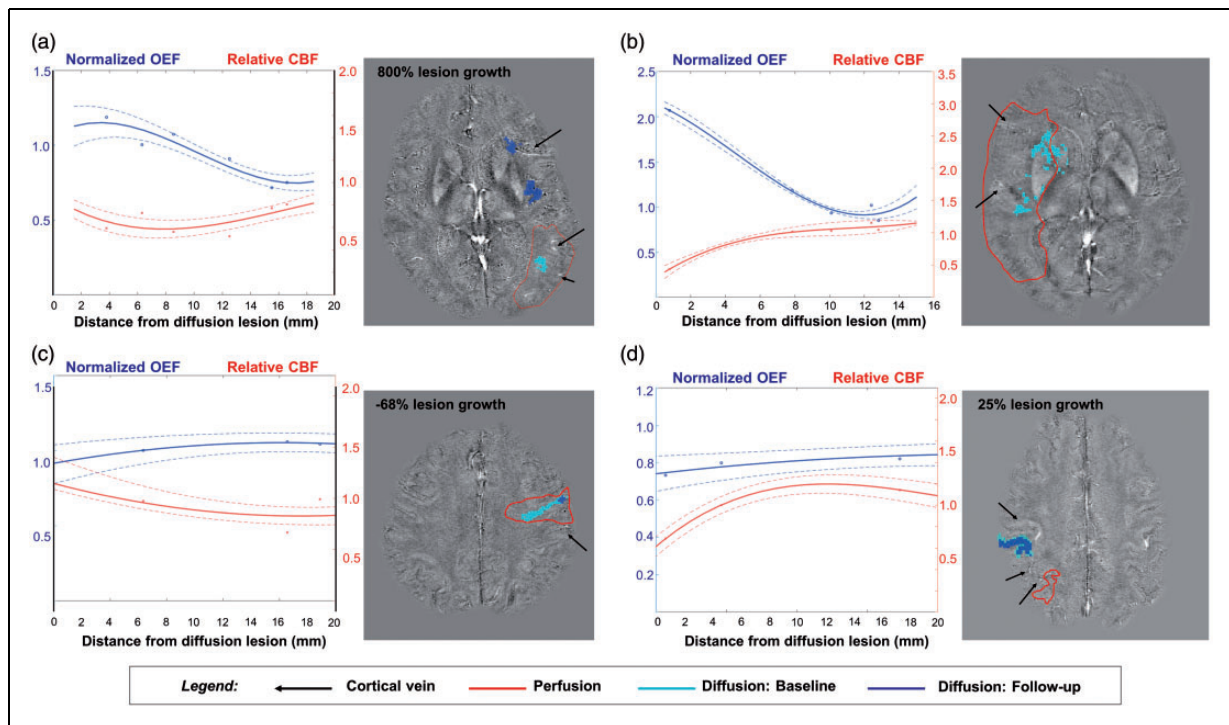 (a)
Normalized OEF Relative CBF
1.5
1.0
0.5
2.0
1.5
1.0
0.5
0 2 4 6 8 10 12 14 16 18 20
Distance from diffusion lesion (mm)
800% lesion growth
(b)
Normalized OEF Relative CBF
2.5
2.0
1.5
1.0
0.5
3.5
3.0
2.5
2.0
1.5
1.0
0.5
0 2 4 6 8 10 12 14 16
Distance from diffusion lesion (mm)
(c)
Normalized OEF Relative CBF
1.5
1.0
0.5
0
2.0
1.5
1.0
0.5
0 2 4 6 8 10 12 14 16 18 20
Distance from diffusion lesion (mm)
-68% lesion growth
(d)
Normalized OEF Relative CBF
1.2
1.0
0.8
0.6
0.4
0.2
2.0
1.5
1.0
0.5
0 4 8 12 16 20
Distance from diffusion lesion (mm)
25% lesion growth
Legend: Cortical vein Perfusion Diffusion: Baseline Diffusion: Follow-up